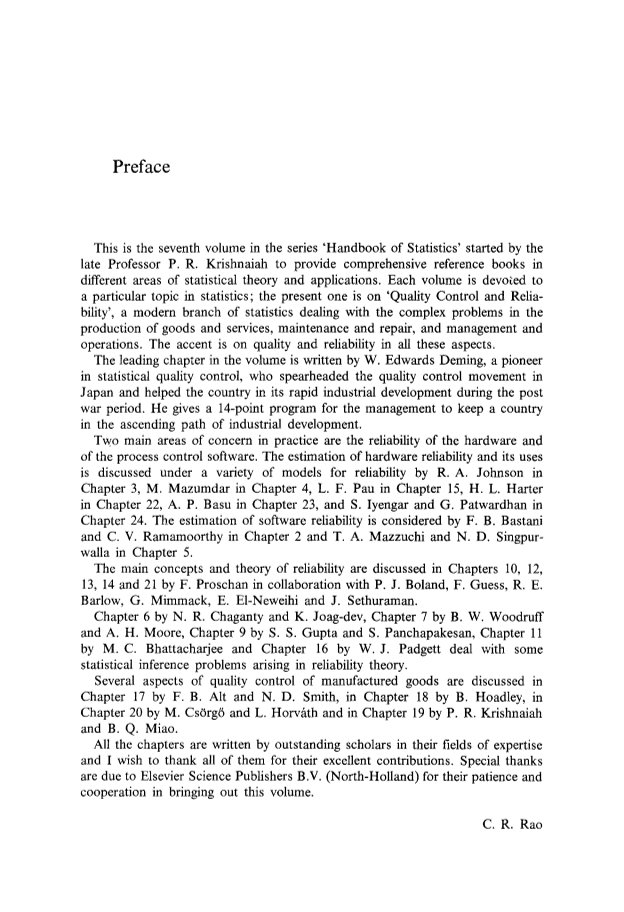 Preface
This is the seventh volume in the series 'Handbook of Statistics' started by the
late Professor P. R. Krishnaiah to provide comprehensive reference books in
different areas of statistical theory and applications. Each volume is devoted to
a particular topic in statistics; the present one is on 'Quality Control and Relia-
bility', a modern branch of statistics dealing with the complex problems in the
production of goods and services, maintenance and repair, and management and
operations. The accent is on quality and reliability in all these aspects.
The leading chapter in the volume is written by W. Edwards Deming, a pioneer
in statistical quality control, who spearheaded the quality control movement in
Japan and helped the country in its rapid industrial development during the post
war period. He gives a 14-point program for the management to keep a country
in the ascending path of industrial development.
Two main areas of concern in practice are the reliability of the hardware and
of the process control software. The estimation of hardware reliability and its uses
is discussed under a variety of models for reliability by R. A. Johnson in
Chapter 3, M. Mazumdar in Chapter 4, L. F. Pau in Chapter 15, H. L. Harter
in Chapter 22, A. P. Basu in Chapter 23, and S. Iyengar and G. Patwardhan in
Chapter 24. The estimation of software reliability is considered by F. B. Bastani
and C. V. Ramamoorthy in Chapter 2 and T. A. Mazzuchi and N. D. Singpur-
walla in Chapter 5.
The main concepts and theory of reliability are discussed in Chapters 10, 12,
13, 14 and 21 by F. Proschan in collaboration with P. J. Boland, F. Guess, R. E.
Barlow, G. Mimmack, E. El-Neweihi and J. Sethuraman.
Chapter 6 by N. R. Chaganty and K. Joag-dev, Chapter 7 by B. W. Woodruff
and A. H. Moore, Chapter 9 by S. S. Gupta and S. Panchapakesan, Chapter 11
by M. C. Bhattacharjee and Chapter 16 by W. J. Padgett deal with some
statistical inference problems arising in reliability theory.
Several aspects of quality control of manufactured goods are discussed in
Chapter 17 by F. B. Alt and N. D. Smith, in Chapter 18 by B. Hoadley, in
Chapter 20 by M. Csörgő and L. Horváth and in Chapter 19 by P. R. Krishnaiah
and B. Q. Miao.
All the chapters are written by outstanding scholars in their fields of expertise
and I wish to thank all of them for their excellent contributions. Special thanks
are due to Elsevier Science Publishers B.V. (North-Holland) for their patience and
cooperation in bringing out this volume.
C. R. Rao